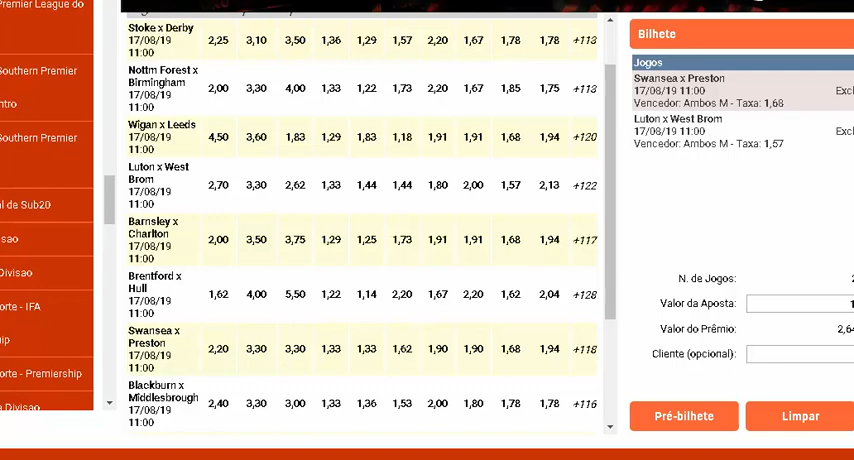 Premier League do
Southern Premier
ntro
Southern Premier
al de Sub20
sao
Divisao
orte - IFA
ip
orte - Premiership
a Divisao
Stoke x Derby
17/08/19
11:00
2,25 3,10 3,50 1,36 1,29 1,57 2,20 1,67 1,78 1,78 +113
Nottm Forest x
Birmingham
17/08/19
11:00
2,00 3,30 4,00 1,33 1,22 1,73 2,20 1,67 1,85 1,75 +113
Wigan x Leeds
17/08/19
11:00
4,50 3,60 1,83 1,29 1,83 1,18 1,91 1,91 1,68 1,94 +120
Luton x West
Brom
17/08/19
11:00
2,70 3,30 2,62 1,33 1,44 1,44 1,80 2,00 1,57 2,13 +122
Barnsley x
Charlton
17/08/19
11:00
2,00 3,50 3,75 1,29 1,25 1,73 1,91 1,91 1,68 1,94 +117
Brentford x
Hull
17/08/19
11:00
1,62 4,00 5,50 1,22 1,14 2,20 1,67 2,20 1,62 2,04 +128
Swansea x
Preston
17/08/19
11:00
2,20 3,30 3,30 1,33 1,33 1,62 1,90 1,90 1,68 1,94 +118
Blackburn x
Middlesbrough
17/08/19
11:00
2,40 3,30 3,00 1,33 1,36 1,53 2,00 1,80 1,78 1,78 +116
Bilhete
Jogos
Swansea x Preston
17/08/19 11:00 Excl
Vencedor: Ambos M - Taxa: 1,68
Luton x West Brom
17/08/19 11:00 Excl
Vencedor: Ambos M - Taxa: 1,57
N. de Jogos: 2
Valor da Aposta: 1
Valor do Prêmio: 2,64
Cliente (opcional):
Pré-bilhete Limpar